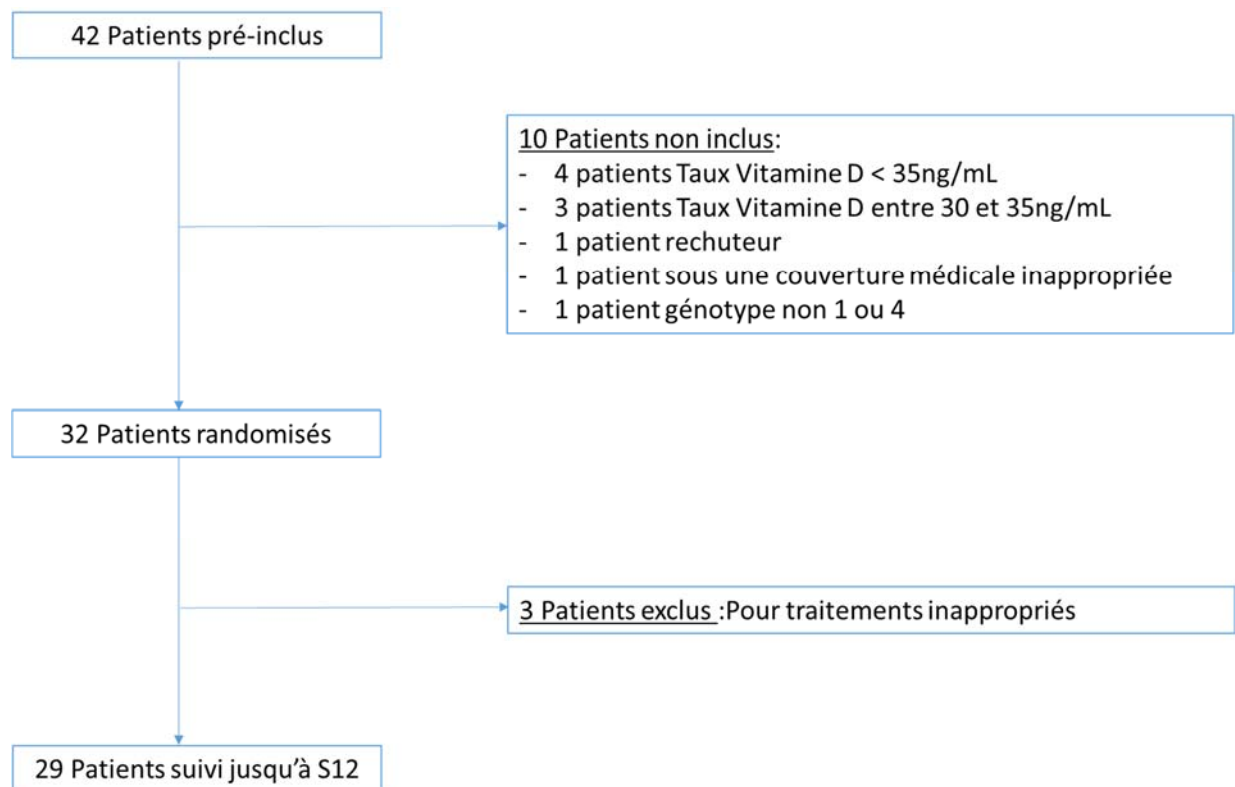 42 Patients pré-inclus
10 Patients non inclus:
- 4 patients Taux Vitamine D < 35ng/mL
- 3 patients Taux Vitamine D entre 30 et 35ng/mL
- 1 patient rechuteur
- 1 patient sous une couverture médicale inappropriée
- 1 patient génotype non 1 ou 4
32 Patients randomisés
3 Patients exclus :Pour traitements inappropriés
29 Patients suivi jusqu’à S12